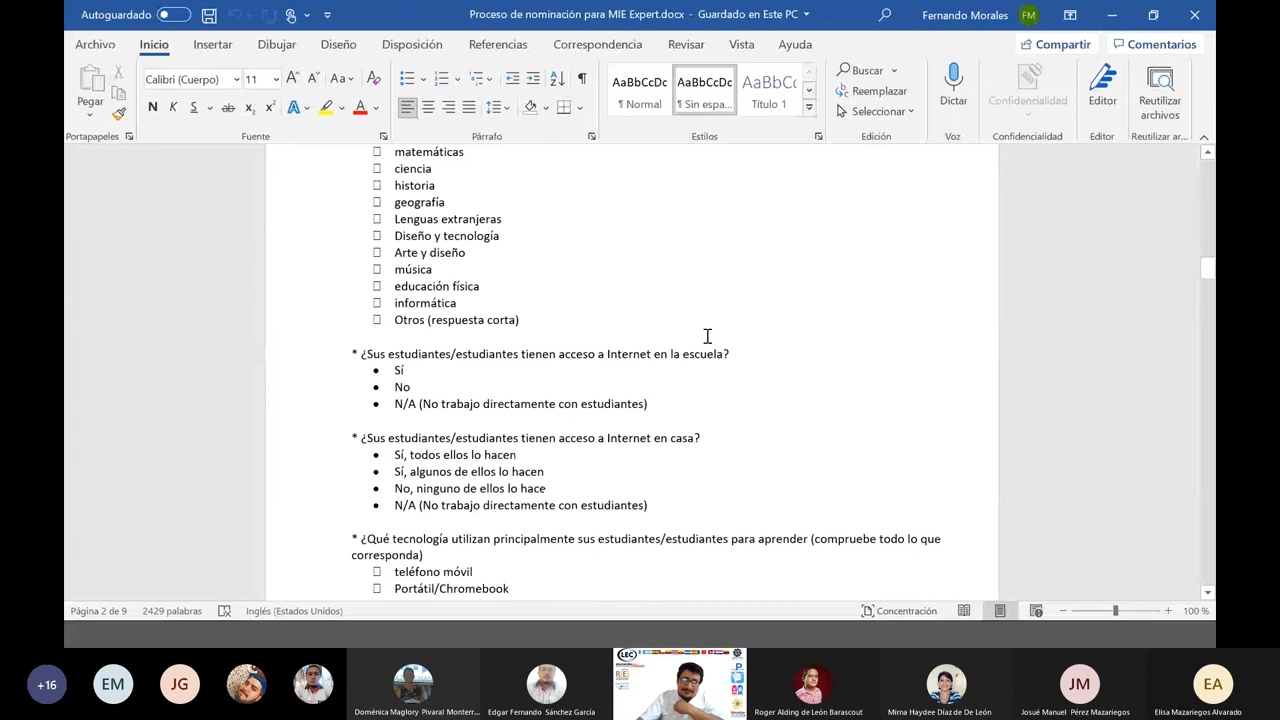 Autoguardado
Proceso de nominación para MIE Expert.docx - Guardado en Este PC
Fernando Morales
FM
Archivo
Inicio
Insertar
Dibujar
Diseño
Disposición
Referencias
Correspondencia
Revisar
Vista
Ayuda
Compartir
Comentarios
Pegar
Calibri (Cuerpo)
11
N K S ab x₂ x²
AaBbCcDc
¶ Normal
AaBbCcDc
¶ Sin espa...
AaBbCc
Título 1
Buscar
Reemplazar
Seleccionar
Dictar
Confidencialidad
Editor
Reutilizar
archivos
Portapapeles
Fuente
Párrafo
Estilos
Edición
Voz
Confidencialidad
Editor
Reutilizar ar...
matemáticas
ciencia
historia
geografía
Lenguas extranjeras
Diseño y tecnología
Arte y diseño
música
educación física
informática
Otros (respuesta corta)
* ¿Sus estudiantes/estudiantes tienen acceso a Internet en la escuela?
Sí
No
N/A (No trabajo directamente con estudiantes)
* ¿Sus estudiantes/estudiantes tienen acceso a Internet en casa?
Sí, todos ellos lo hacen
Sí, algunos de ellos lo hacen
No, ninguno de ellos lo hace
N/A (No trabajo directamente con estudiantes)
* ¿Qué tecnología utilizan principalmente sus estudiantes/estudiantes para aprender (compruebe todo lo que
corresponda)
teléfono móvil
Portátil/Chromebook
Página 2 de 9
2429 palabras
Inglés (Estados Unidos)
Concentración
100 %
+16
EM
JG
Doménica Maglory Pivaral Monterr...
Edgar Fernando Sánchez García
LEC
Roger Alding de León Barascout
Mirna Haydee Díaz de De León
JM
Josué Manuel Pérez Mazariegos
EA
Elisa Mazariegos Alvarado